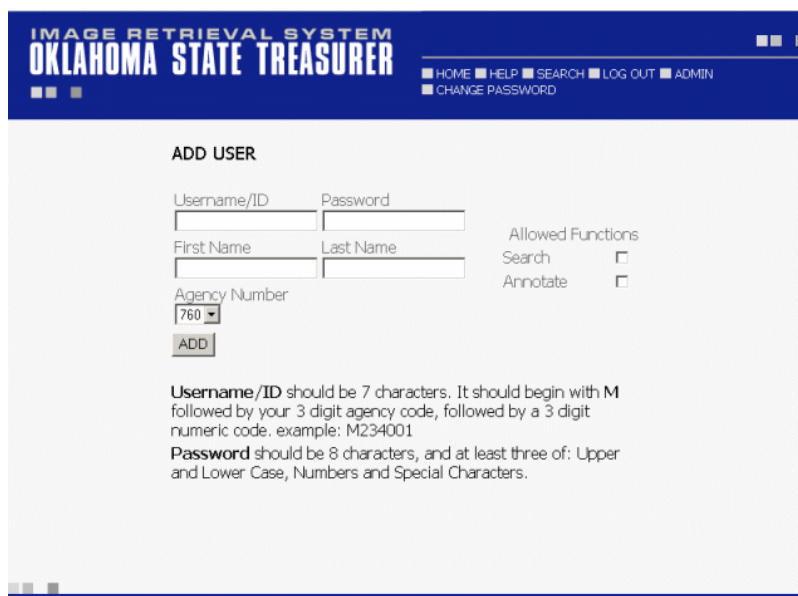 IMAGE RETRIEVAL SYSTEM
OKLAHOMA STATE TREASURER
HOME HELP SEARCH LOG OUT ADMIN
CHANGE PASSWORD
ADD USER
Username/ID Password
First Name Last Name
Allowed Functions
Search
Annotate
Agency Number
760
ADD
Username/ID should be 7 characters. It should begin with M
followed by your 3 digit agency code, followed by a 3 digit
numeric code. example: M234001
Password should be 8 characters, and at least three of: Upper
and Lower Case, Numbers and Special Characters.